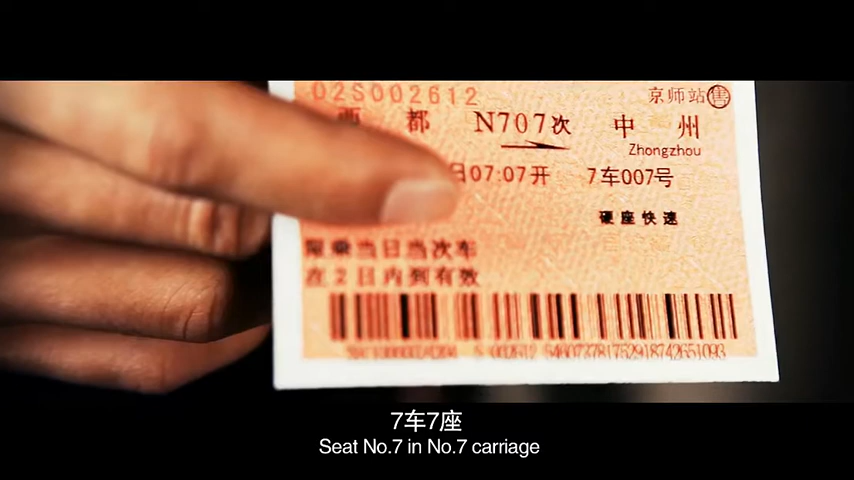 02S002612 京师站售
西 都 N707次 中 州
Zhongzhou
日07:07开 7车007号
硬座快速
限乘当日当次车
在2日内到有效
7车7座
Seat No.7 in No.7 carriage